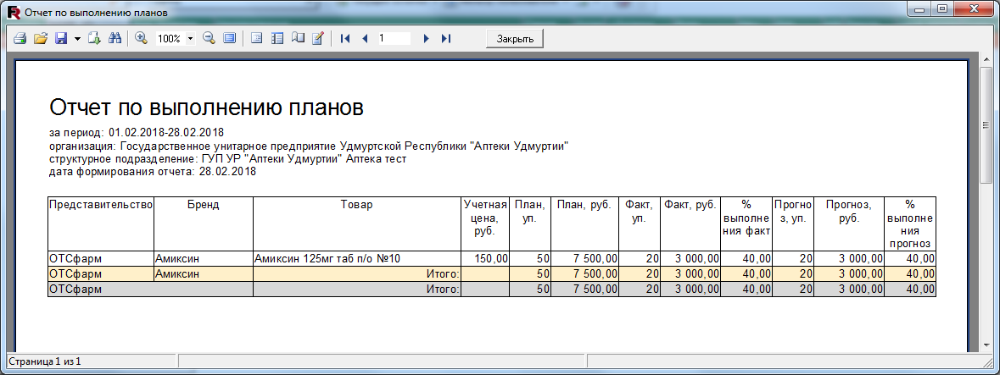 Отчет по выполнению планов
100%
1
Закрыть
Отчет по выполнению планов
за период: 01.02.2018-28.02.2018
организация: Государственное унитарное предприятие Удмуртской Республики "Аптеки Удмуртии"
структурное подразделение: ГУП УР "Аптеки Удмуртии" Аптека тест
дата формирования отчета: 28.02.2018
Представительство Бренд Товар Учетная цена, руб. План, уп. План, руб. Факт, уп. Факт, руб. % выполне ния факт Прогно з, уп. Прогноз, руб. % выполне ния прогноз
ОТСфарм Амиксин Амиксин 125мг таб п/о №10 150,00 50 7 500,00 20 3 000,00 40,00 20 3 000,00 40,00
ОТСфарм Амиксин Итого: 50 7 500,00 20 3 000,00 40,00 20 3 000,00 40,00
ОТСфарм Итого: 50 7 500,00 20 3 000,00 40,00 20 3 000,00 40,00
Страница 1 из 1